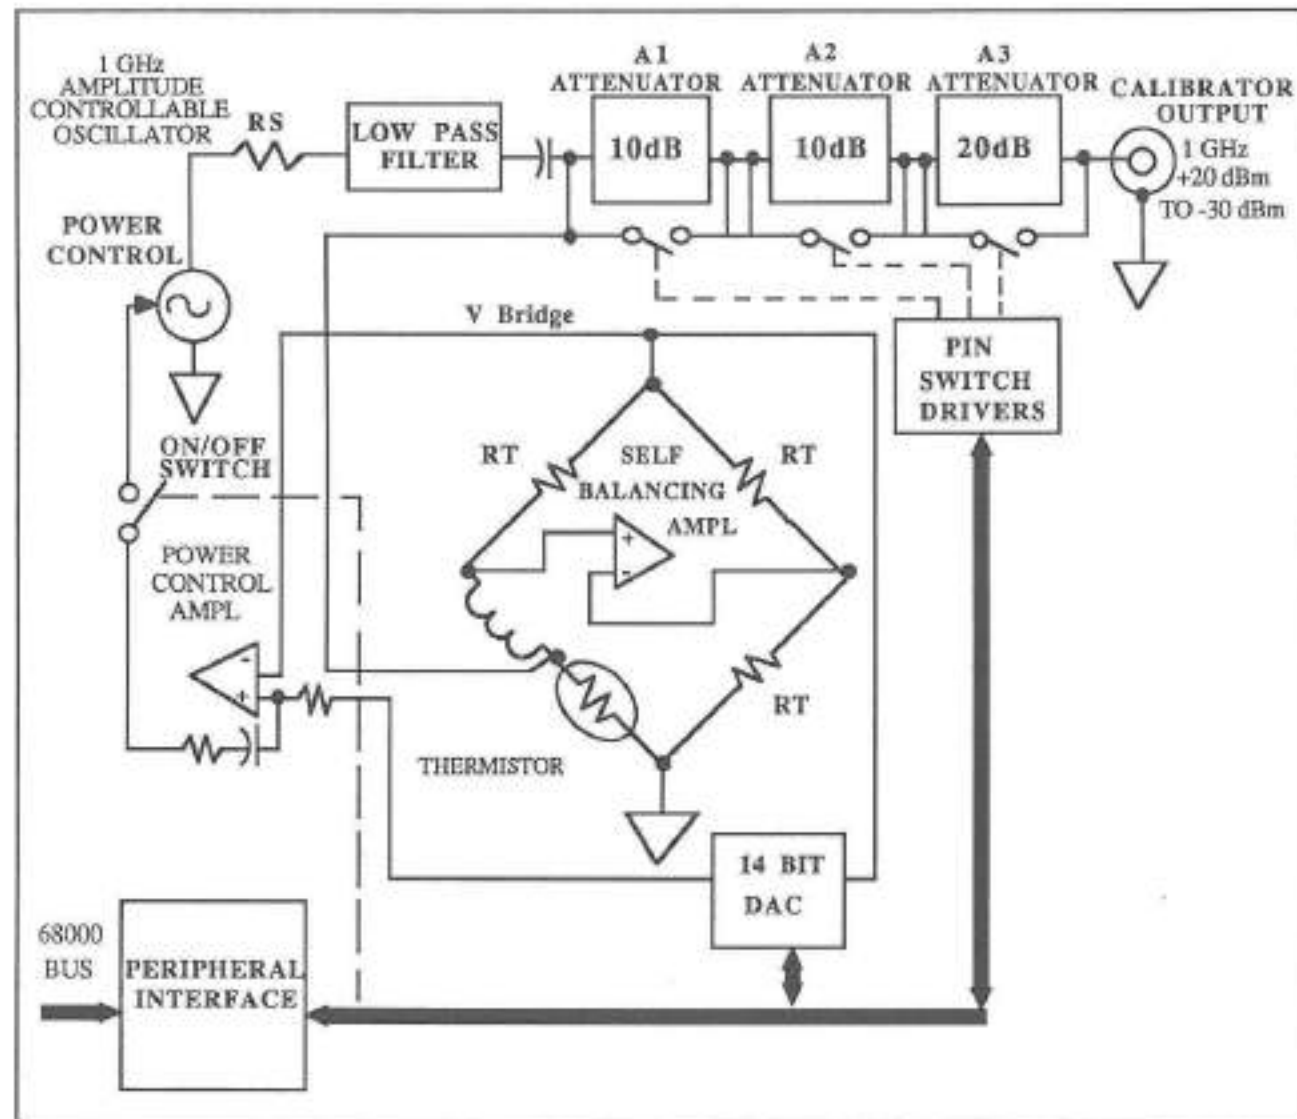 1 GHz
AMPLITUDE
CONTROLLABLE
OSCILLATOR
RS
LOW PASS
FILTER
A1
ATTENUATOR
10dB
A2
ATTENUATOR
10dB
A3
ATTENUATOR
20dB
CALIBRATOR
OUTPUT
1 GHz
+20 dBm
TO -30 dBm
POWER
CONTROL
V Bridge
PIN
SWITCH
DRIVERS
ON/OFF
SWITCH
RT
SELF
BALANCING
AMPL
RT
+
-
POWER
CONTROL
AMPL
-
+
RT
THERMISTOR
14 BIT
DAC
68000
BUS
PERIPHERAL
INTERFACE